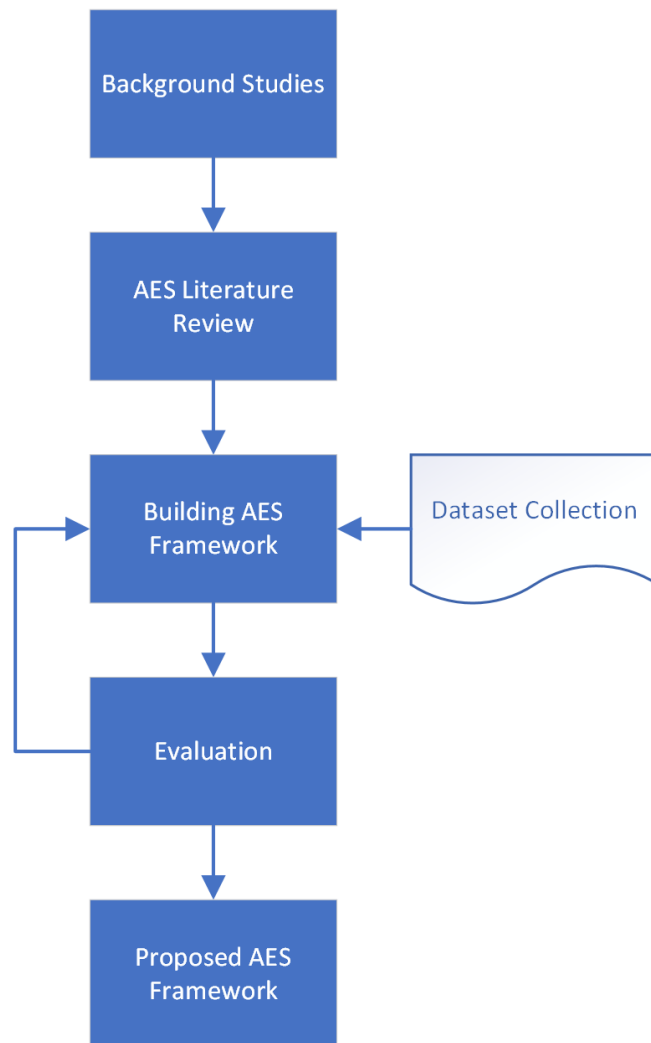 Background Studies
AES Literature
Review
Building AES
Framework
Dataset Collection
Evaluation
Proposed AES
Framework